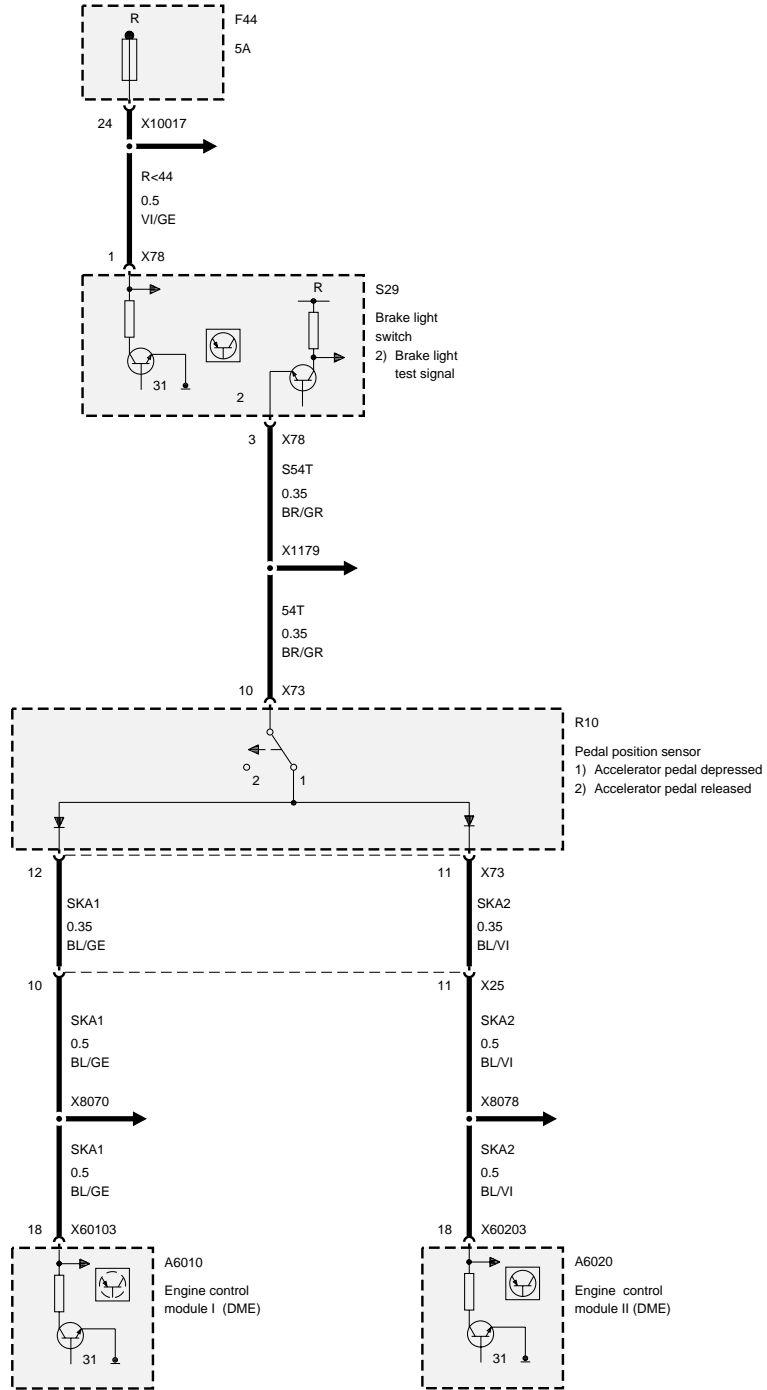 R
F44
5A
24 X10017
R<44
0.5
VI/GE
1 X78
R
S29
Brake light
switch
2) Brake light
test signal
31
2
3 X78
S54T
0.35
BR/GR
X1179
54T
0.35
BR/GR
10 X73
R10
Pedal position sensor
1) Accelerator pedal depressed
2) Accelerator pedal released
2 1
12
11 X73
SKA1
0.35
BL/GE
SKA2
0.35
BL/VI
10
11 X25
SKA1
0.5
BL/GE
SKA2
0.5
BL/VI
X8070
X8078
SKA1
0.5
BL/GE
SKA2
0.5
BL/VI
18 X60103
18 X60203
A6010
Engine control
module I (DME)
31
A6020
Engine control
module II (DME)
31